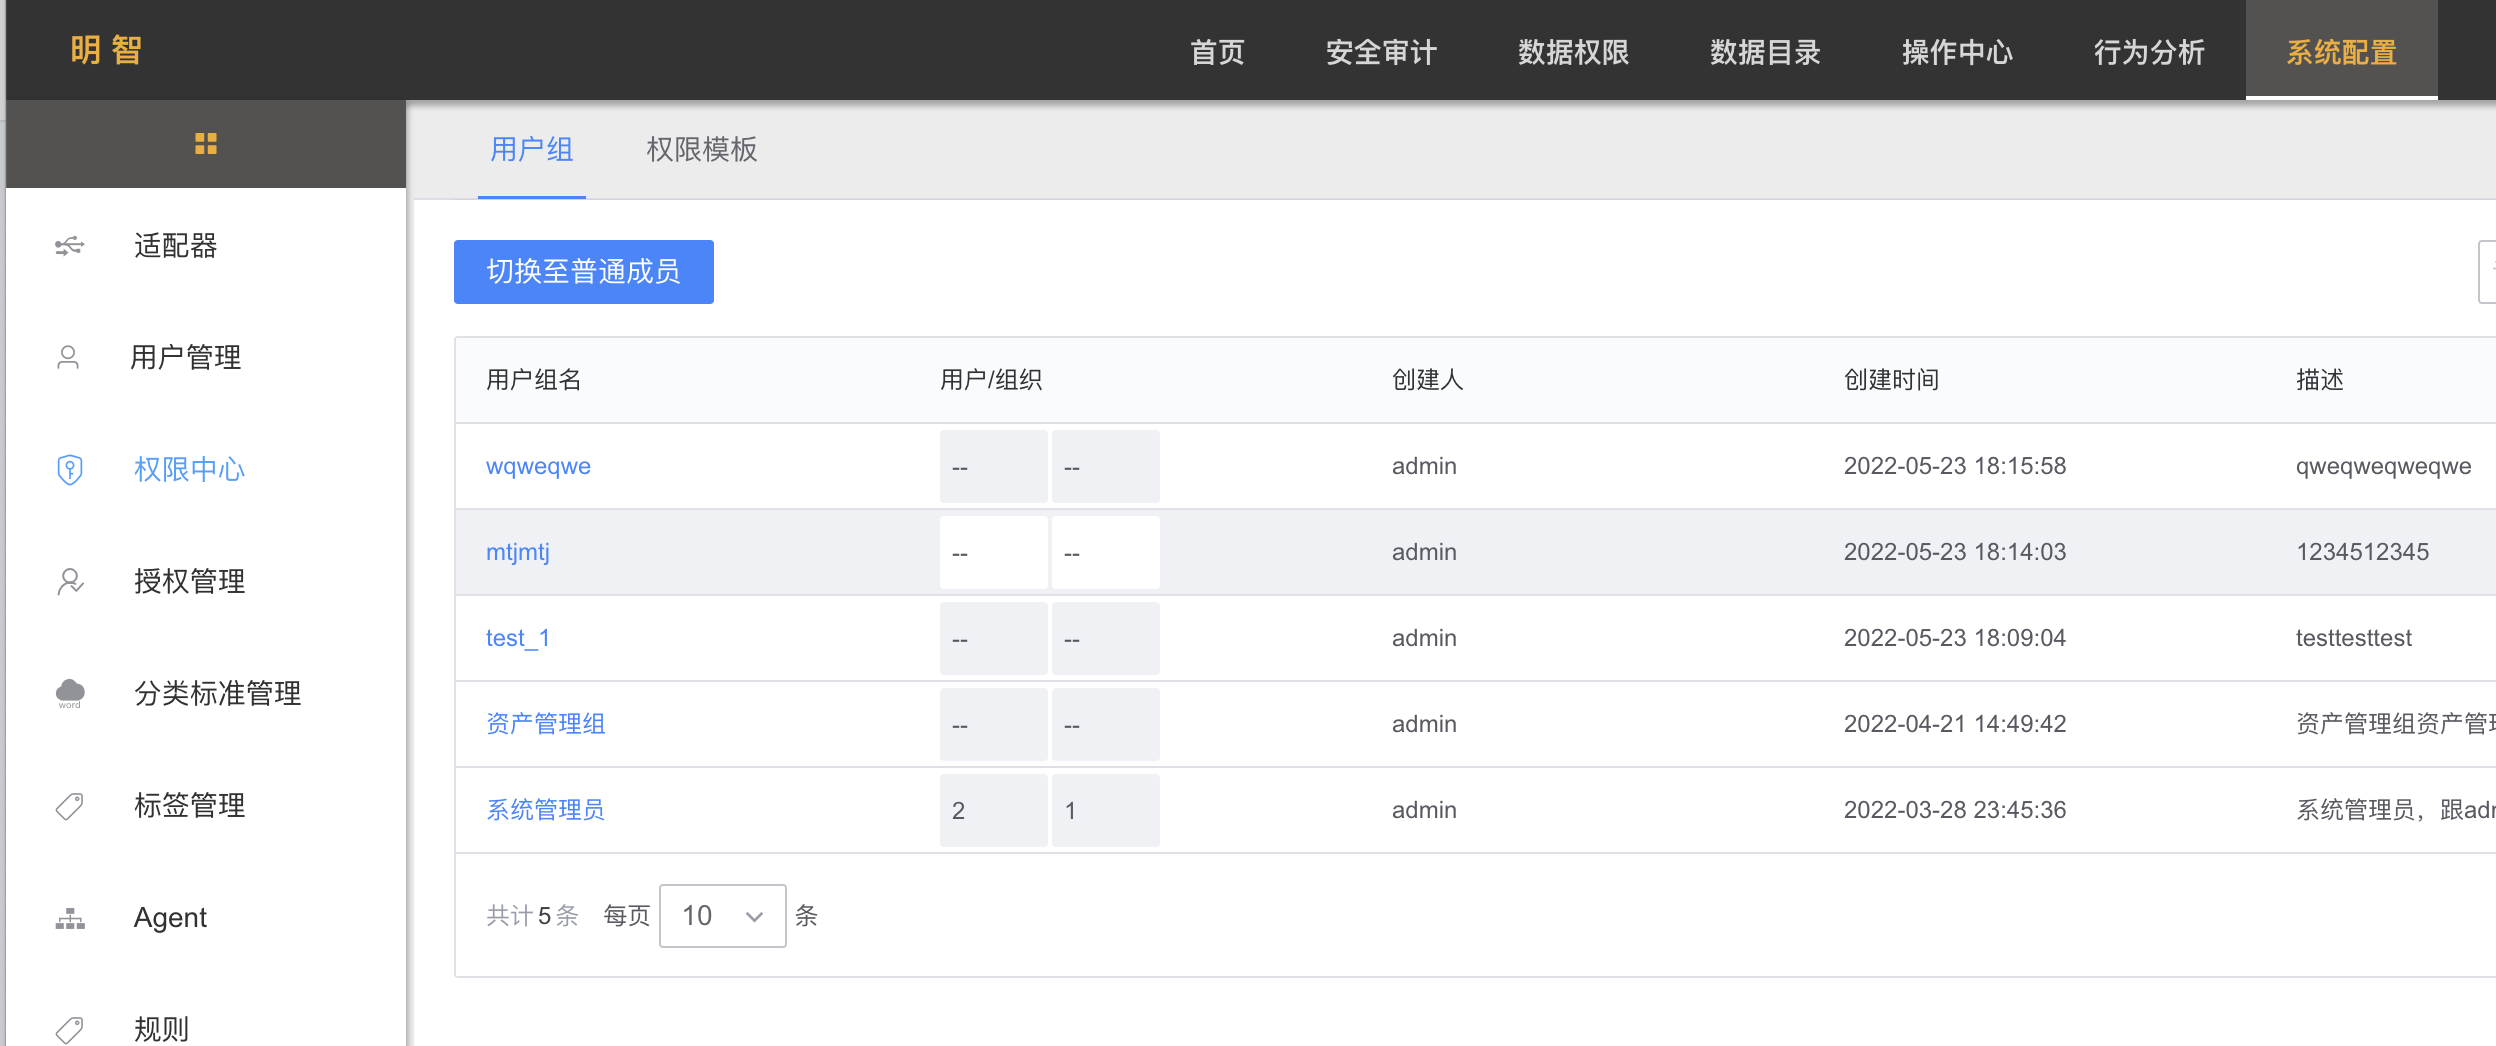 明智
首页 安全审计 数据权限 数据目录 操作中心 行为分析 系统配置
用户组 权限模板
适配器
用户管理
权限中心
授权管理
分类标准管理
word
标签管理
Agent
规则
切换至普通成员
用户组名 用户/组织 创建人 创建时间 描述
wqweqwe -- -- admin 2022-05-23 18:15:58 qweqweqweqwe
mtjmtj -- -- admin 2022-05-23 18:14:03 1234512345
test_1 -- -- admin 2022-05-23 18:09:04 testtesttest
资产管理组 -- -- admin 2022-04-21 14:49:42 资产管理组资产管理
系统管理员 2 1 admin 2022-03-28 23:45:36 系统管理员，跟adm
共计 5 条 每页 10 条